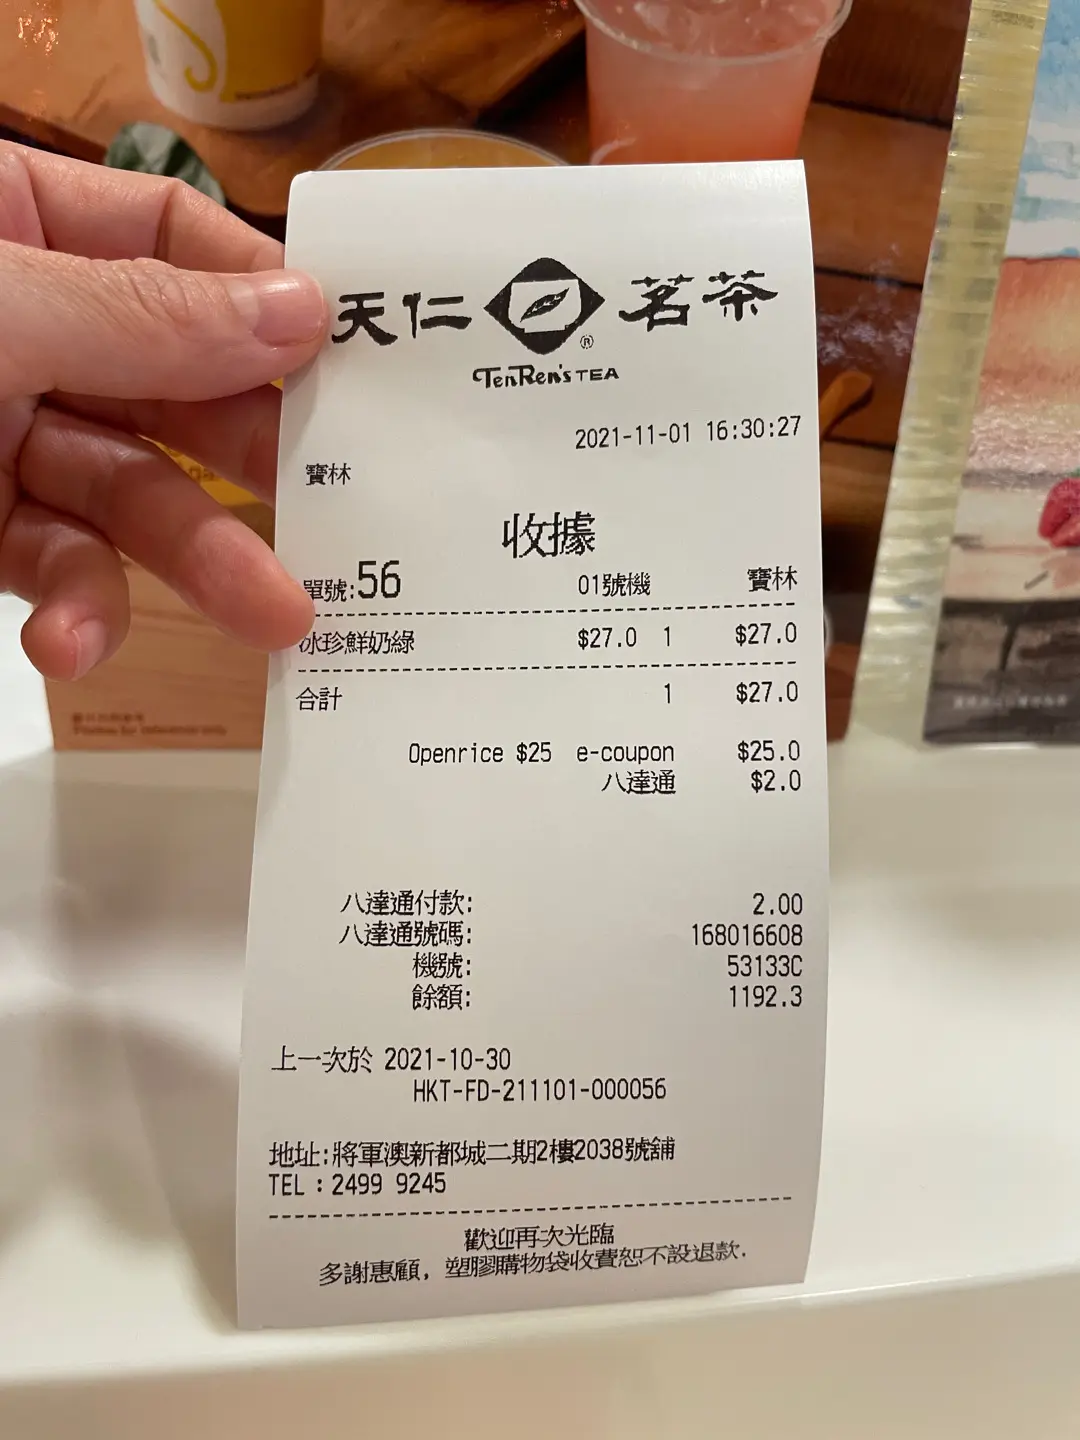 天仁茗茶
®
TenRen's TEA
2021-11-01 16:30:27
寶林
收據
單號:56 01號機 寶林
冰珍鮮奶綠 $27.0 1 $27.0
合計 1 $27.0
Openrice $25 e-coupon $25.0
八達通 $2.0
八達通付款: 2.00
八達通號碼: 168016608
機號: 53133C
餘額: 1192.3
上一次於 2021-10-30
HKT-FD-211101-000056
地址:將軍澳新都城二期2樓2038號舖
TEL : 2499 9245
歡迎再次光臨
多謝惠顧, 塑膠購物袋收費恕不設退款.